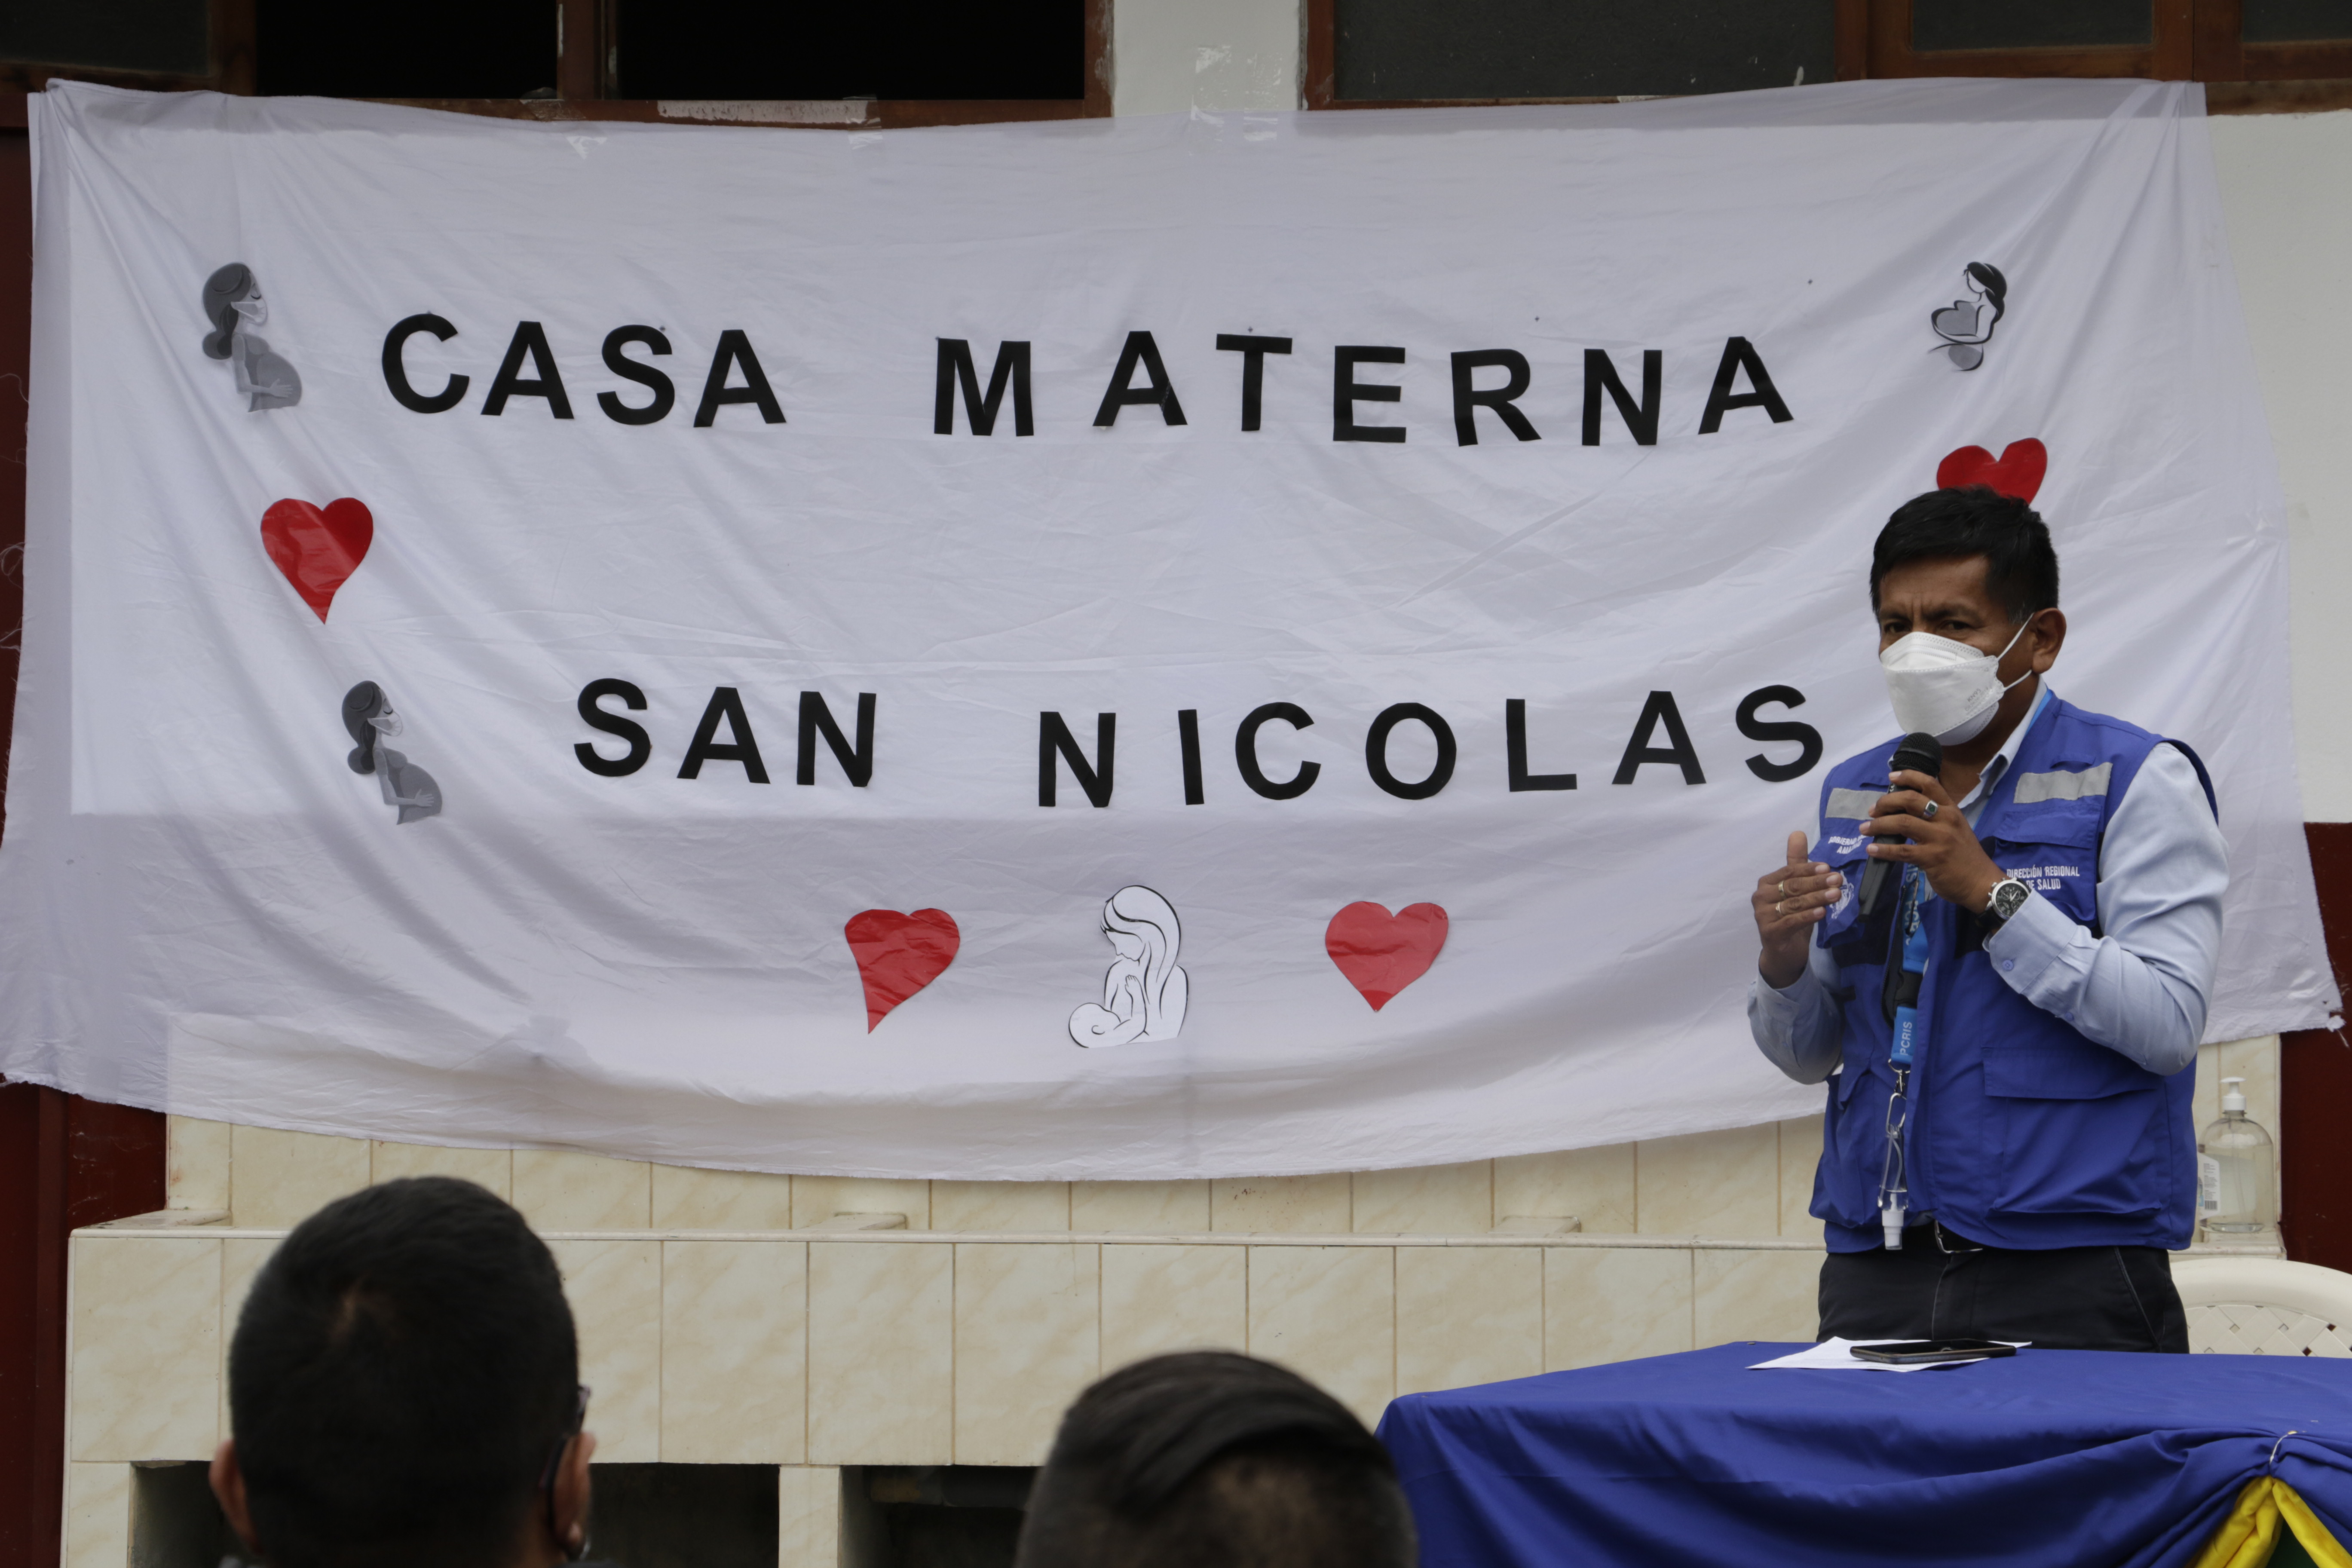 CASA MATERNA
SAN NICOLAS
DIRECCIÓN REGIONAL
DE SALUD
PCRIS